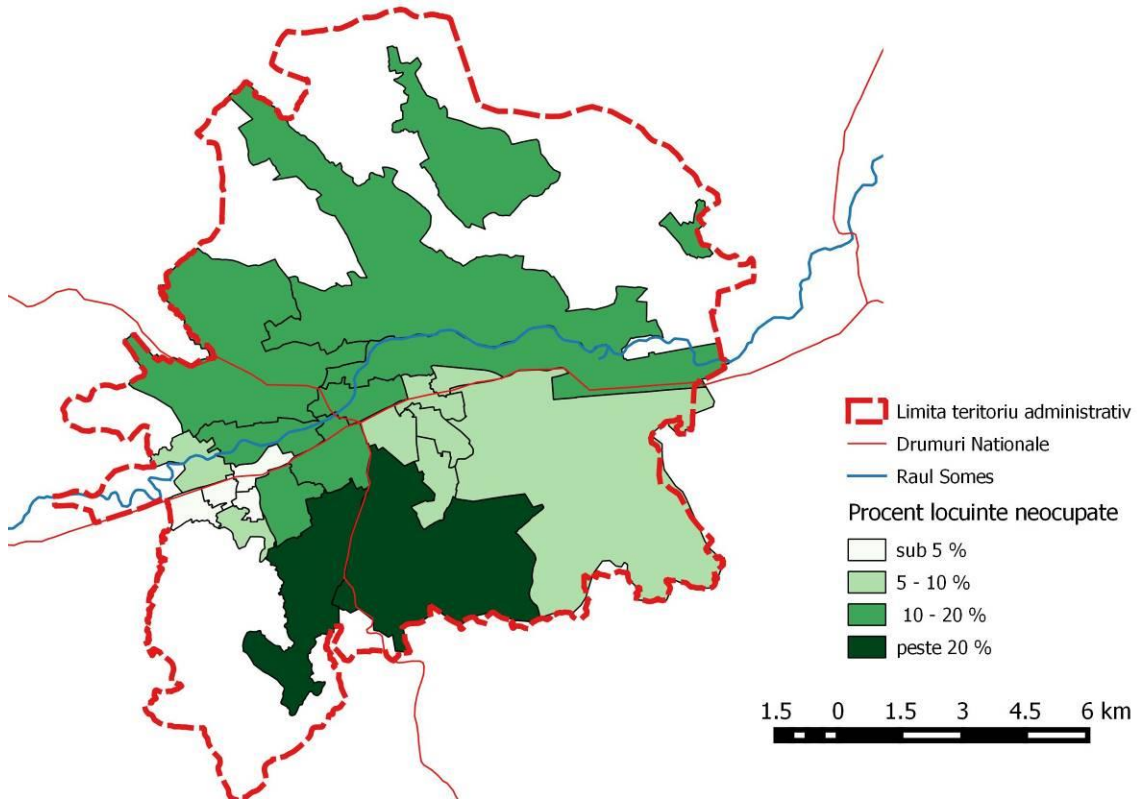 Limita teritoriu administrativ
Drumuri Nationale
Raul Somes
Procent locuinte neocupate
sub 5 %
5 - 10 %
10 - 20 %
peste 20 %
1.5 0 1.5 3 4.5 6 km